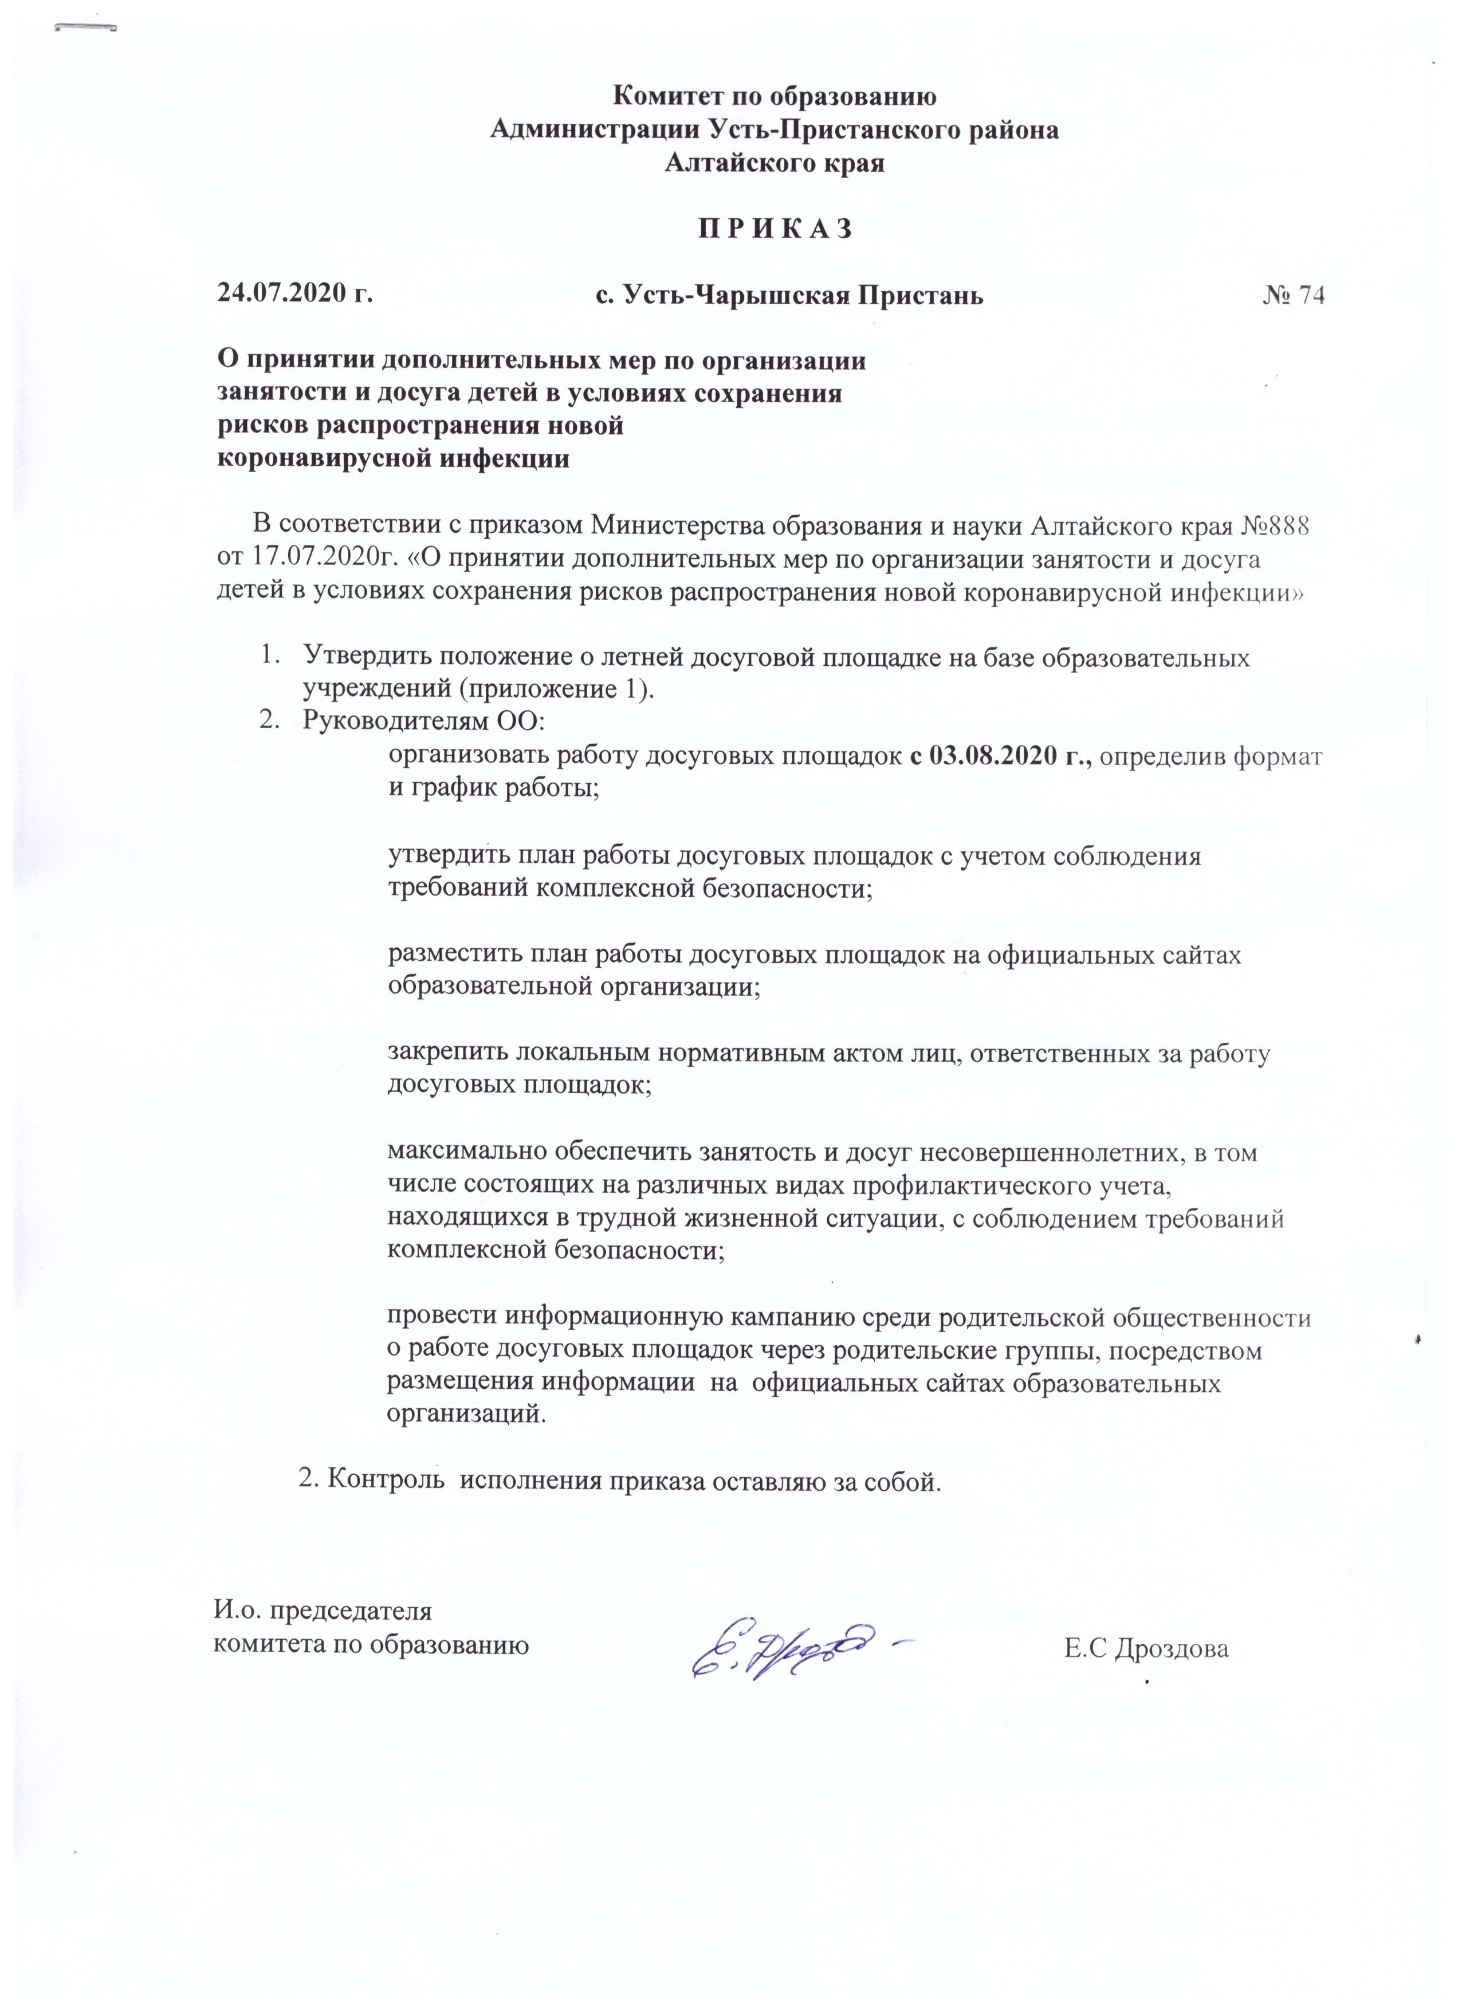 Комитет по образованию
Администрации Усть-Пристанского района
Алтайского края
П Р И К А З
24.07.2020 г. с. Усть-Чарышская Пристань № 74
О принятии дополнительных мер по организации
занятости и досуга детей в условиях сохранения
рисков распространения новой
коронавирусной инфекции
В соответствии с приказом Министерства образования и науки Алтайского края №888
от 17.07.2020г. «О принятии дополнительных мер по организации занятости и досуга
детей в условиях сохранения рисков распространения новой коронавирусной инфекции»
1. Утвердить положение о летней досуговой площадке на базе образовательных
учреждений (приложение 1).
2. Руководителям ОО:
организовать работу досуговых площадок с 03.08.2020 г., определив формат
и график работы;
утвердить план работы досуговых площадок с учетом соблюдения
требований комплексной безопасности;
разместить план работы досуговых площадок на официальных сайтах
образовательной организации;
закрепить локальным нормативным актом лиц, ответственных за работу
досуговых площадок;
максимально обеспечить занятость и досуг несовершеннолетних, в том
числе состоящих на различных видах профилактического учета,
находящихся в трудной жизненной ситуации, с соблюдением требований
комплексной безопасности;
провести информационную кампанию среди родительской общественности
о работе досуговых площадок через родительские группы, посредством
размещения информации на официальных сайтах образовательных
организаций.
2. Контроль исполнения приказа оставляю за собой.
И.о. председателя
комитета по образованию Е.С Дроздова